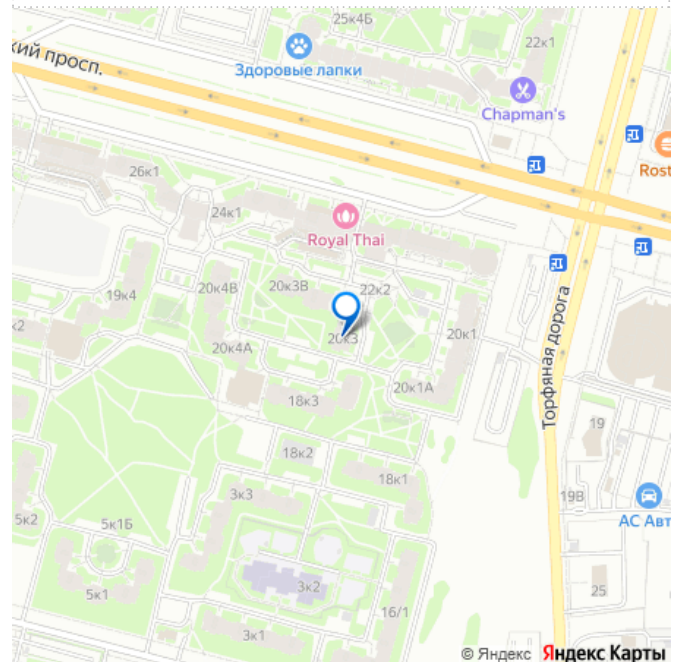 25к4Б
22к1
кий просп.
Здоровые лапки
Chapman's
Rost
26к1
24к1
Royal Thai
19к4
20к4В
20к3В
22к2
к2
20к3
20к1
20к4А
20к1А
18к3
Торфяная дорога
19
18к2
18к1
3к3
19В
5к2
5к1Б
АС Авт
3к2
5к1
25
16/1
3к1
© Яндекс Яндекс Карты